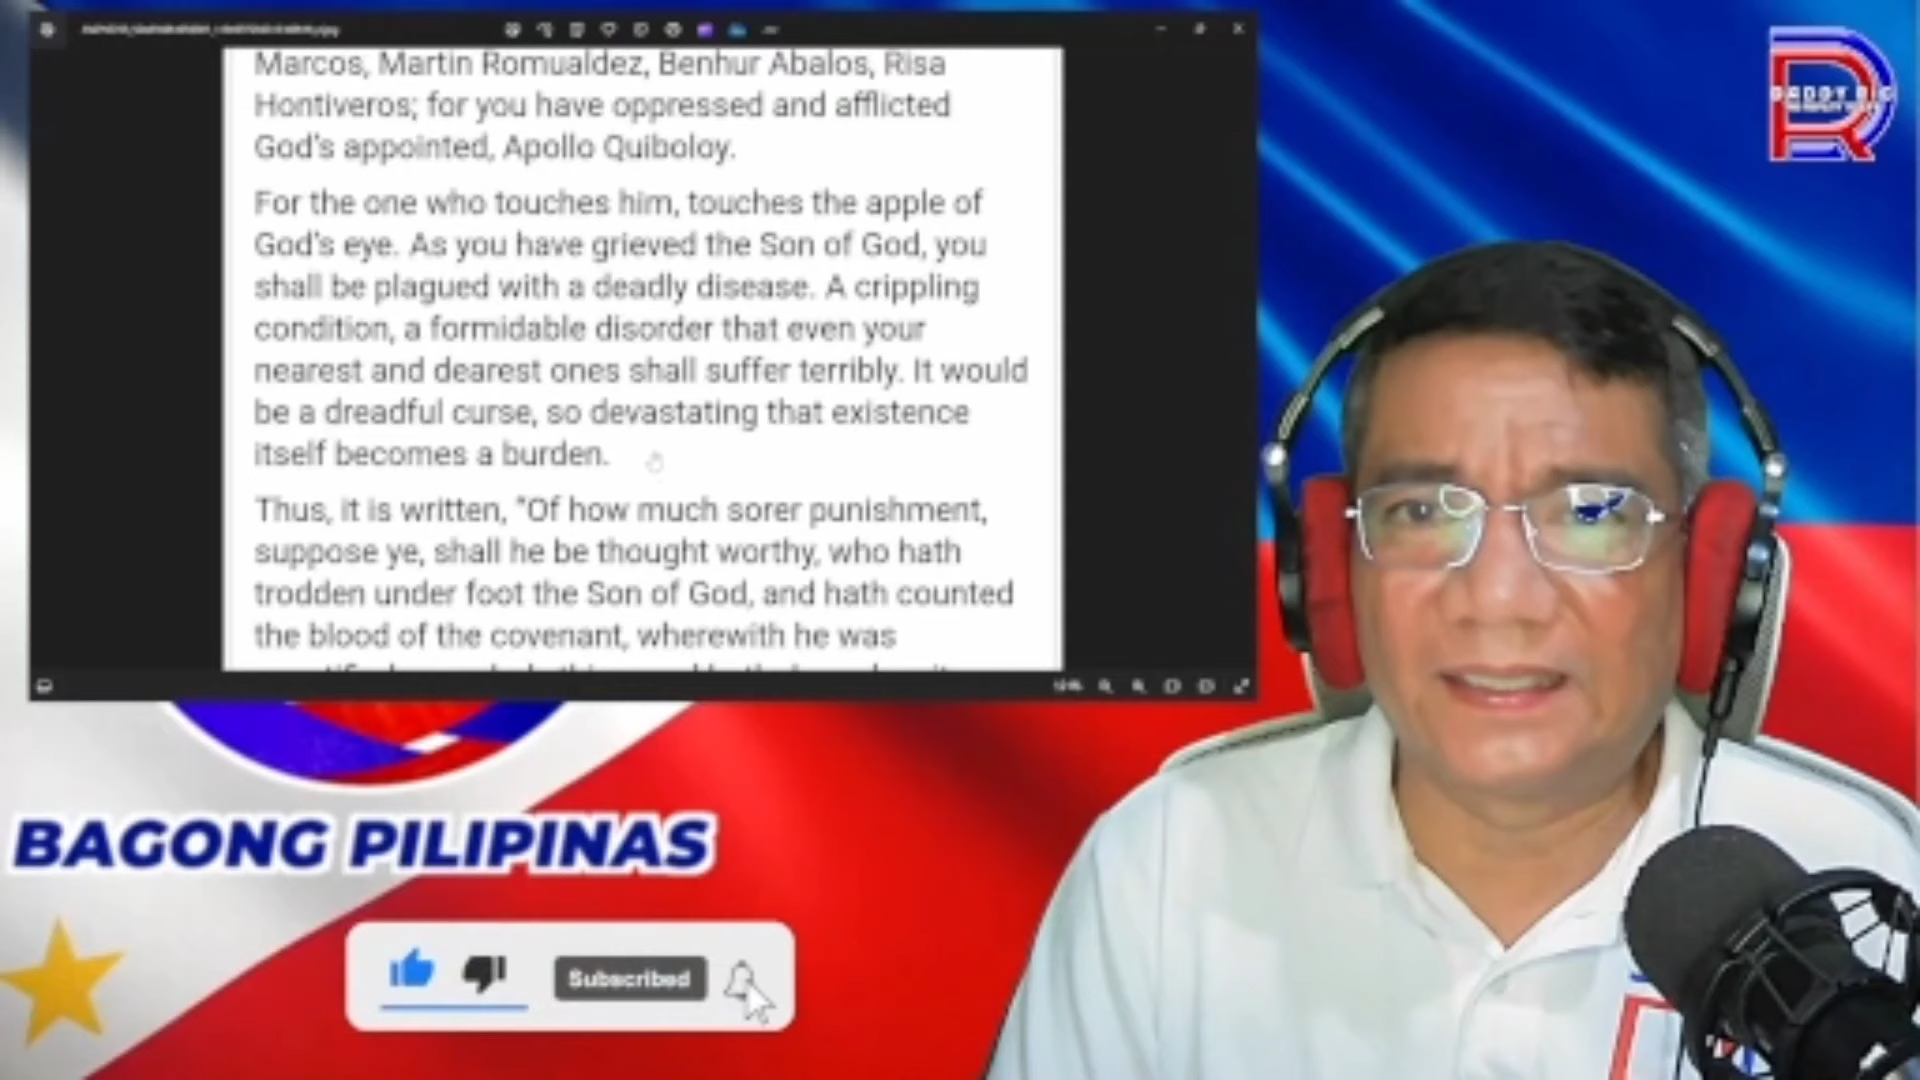 Marcos, Martin Romualdez, Benhur Abalos, Risa
Hontiveros; for you have oppressed and afflicted
God's appointed, Apollo Quiboloy.
For the one who touches him, touches the apple of
God's eye. As you have grieved the Son of God, you
shall be plagued with a deadly disease. A crippling
condition, a formidable disorder that even your
nearest and dearest ones shall suffer terribly. It would
be a dreadful curse, so devastating that existence
itself becomes a burden.
Thus, it is written, "Of how much sorer punishment,
suppose ye, shall he be thought worthy, who hath
trodden under foot the Son of God, and hath counted
the blood of the covenant, wherewith he was
BAGONG PILIPINAS
Subscribed